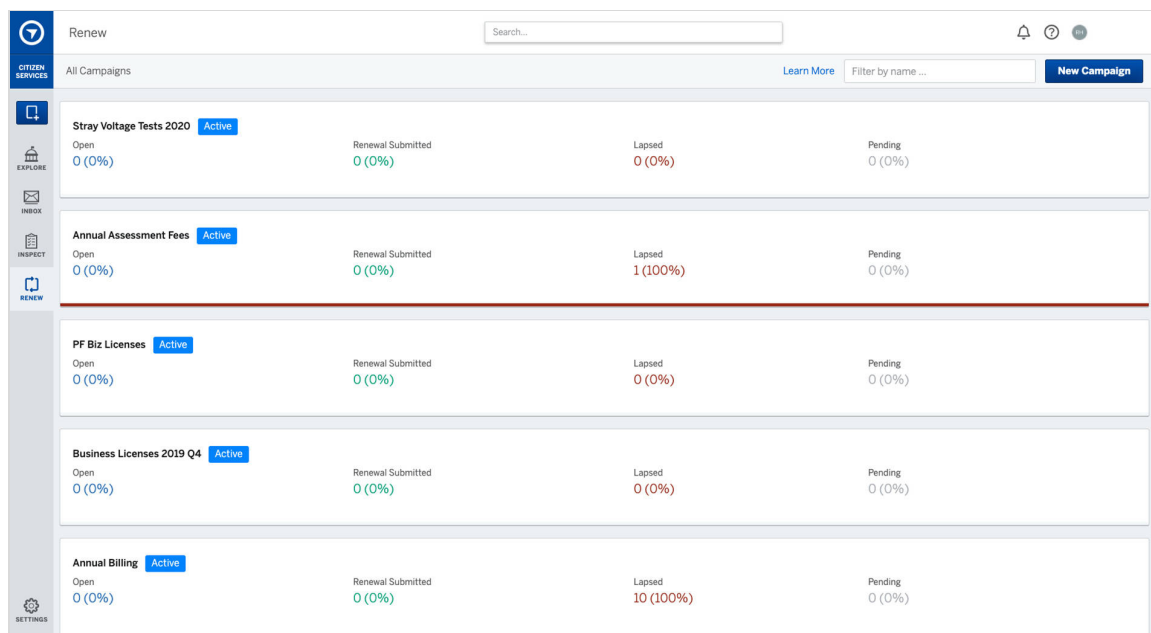 Renew
Search...
CITIZEN
SERVICES
All Campaigns
Learn More
Filter by name ...
New Campaign
EXPLORE
INBOX
INSPECT
RENEW
SETTINGS
Stray Voltage Tests 2020 Active
Open Renewal Submitted Lapsed Pending
0 (0%) 0 (0%) 0 (0%) 0 (0%)
Annual Assessment Fees Active
Open Renewal Submitted Lapsed Pending
0 (0%) 0 (0%) 1 (100%) 0 (0%)
PF Biz Licenses Active
Open Renewal Submitted Lapsed Pending
0 (0%) 0 (0%) 0 (0%) 0 (0%)
Business Licenses 2019 Q4 Active
Open Renewal Submitted Lapsed Pending
0 (0%) 0 (0%) 0 (0%) 0 (0%)
Annual Billing Active
Open Renewal Submitted Lapsed Pending
0 (0%) 0 (0%) 10 (100%) 0 (0%)